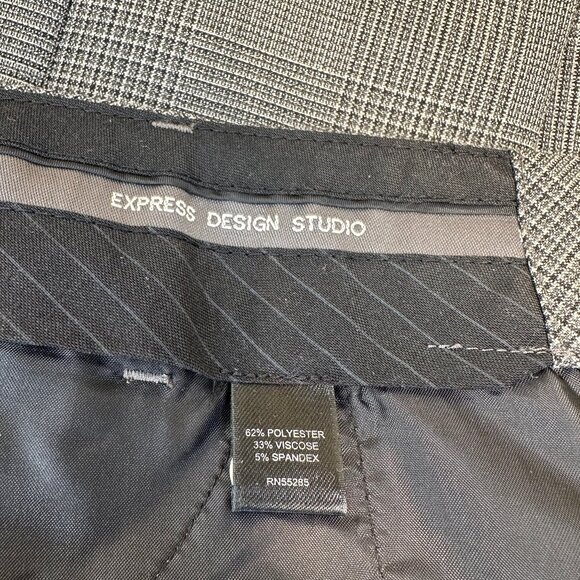 EXPRESS DESIGN STUDIO
62% POLYESTER
33% VISCOSE
5% SPANDEX
RN55285